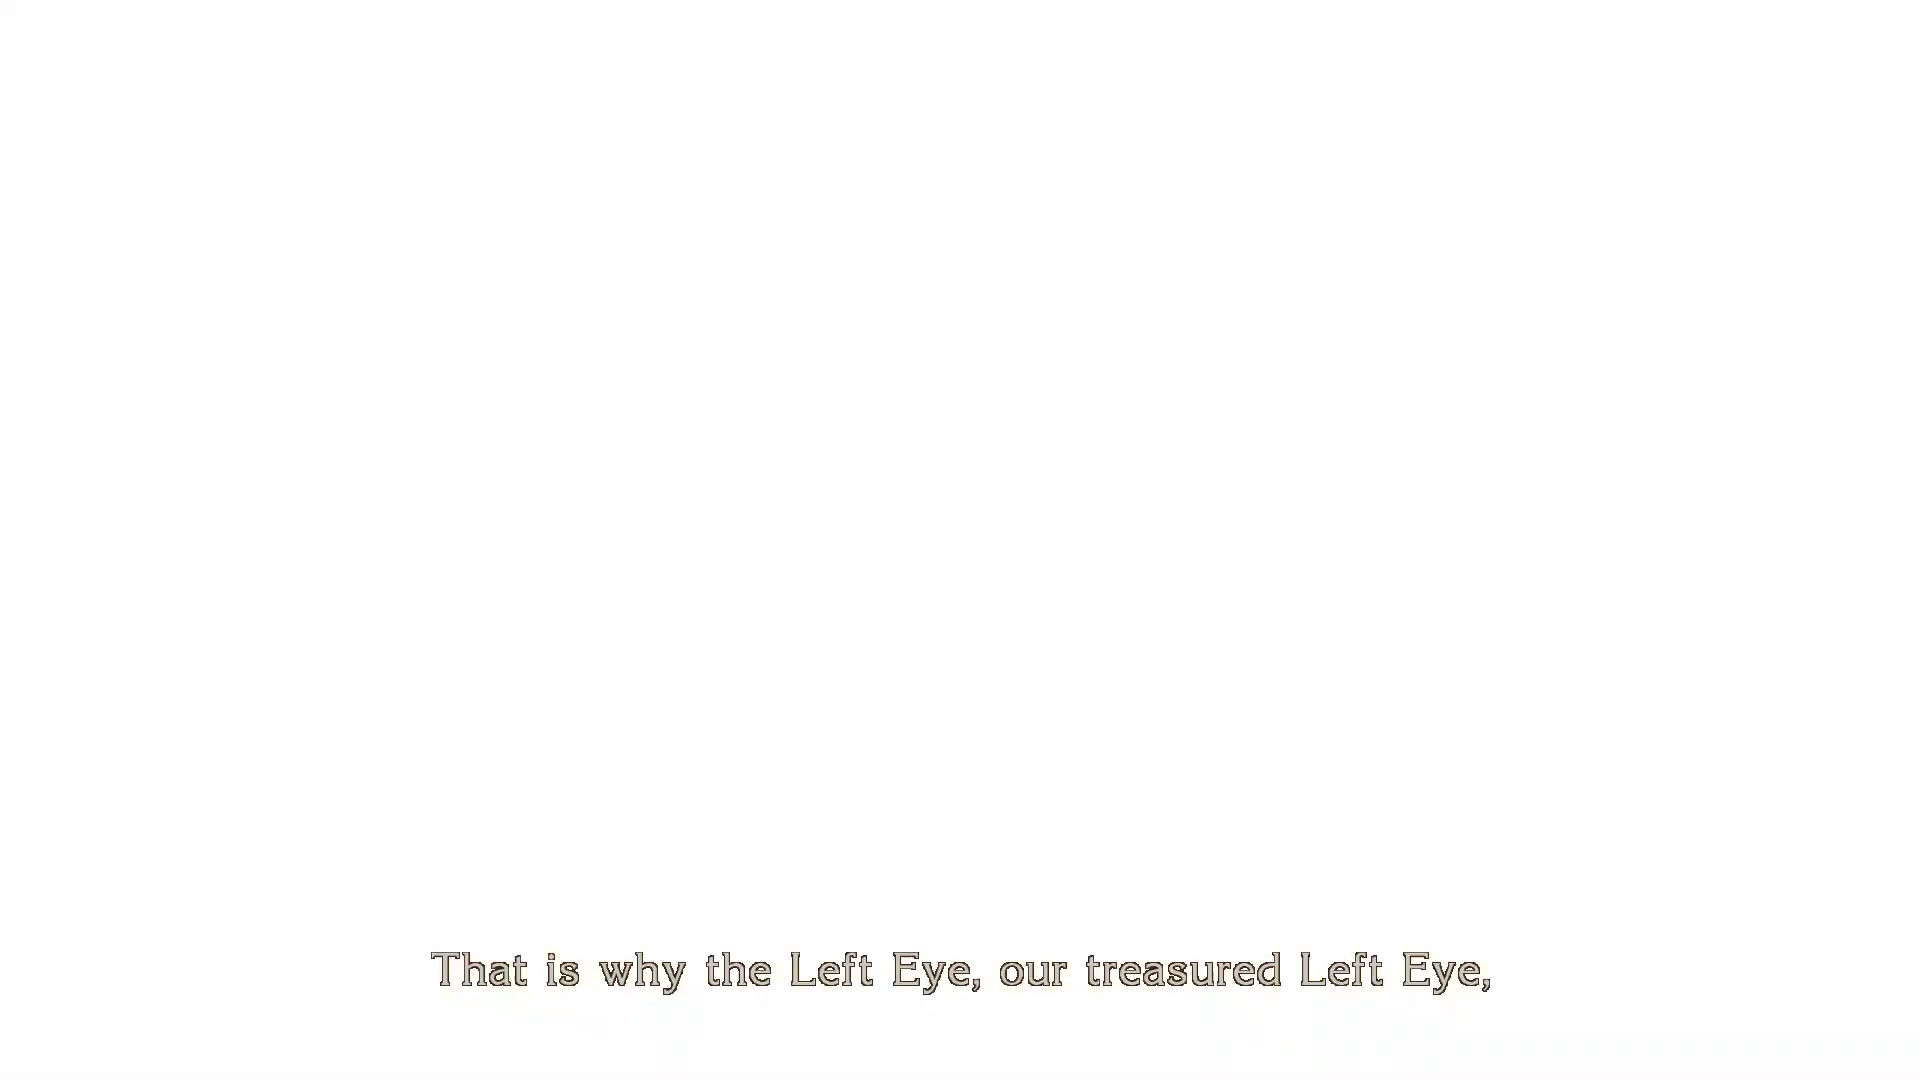 That is why the Left Eye, our treasured Left Eye,